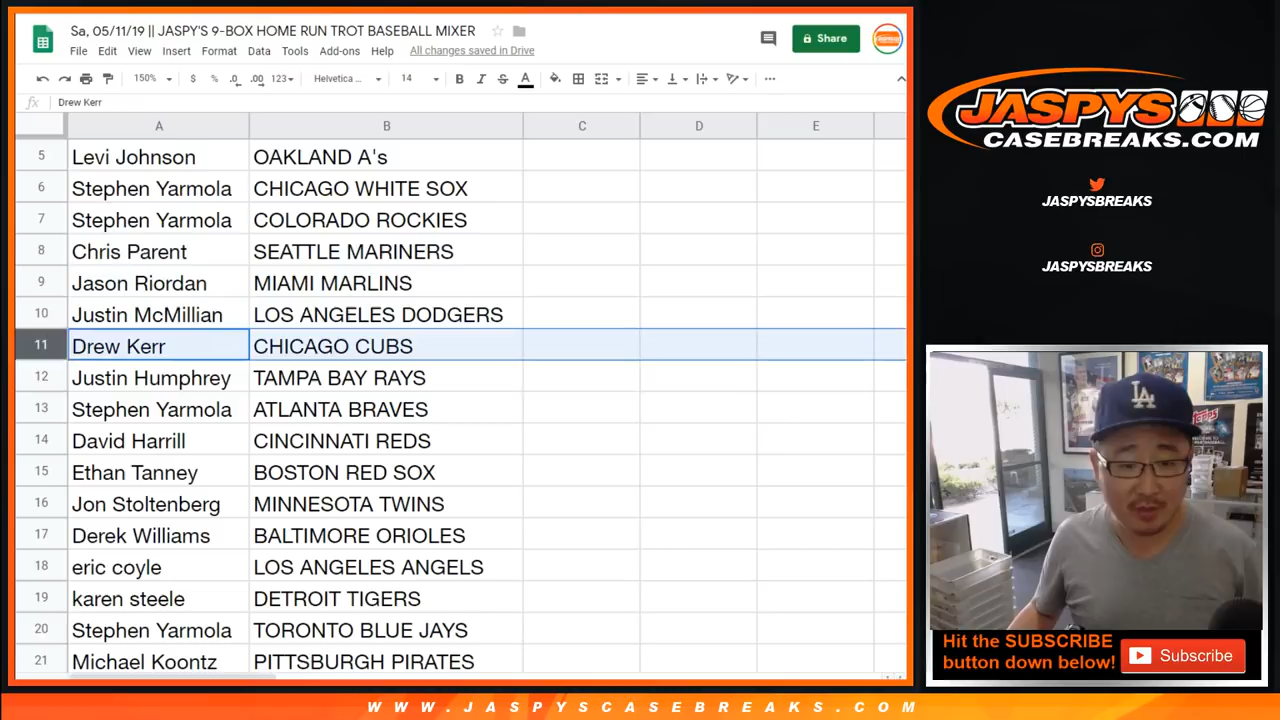 Sa, 05/11/19 || JASPY'S 9-BOX HOME RUN TROT BASEBALL MIXER
File Edit View Insert Format Data Tools Add-ons Help All changes saved in Drive
Share
150% $ % .0 .00 123 Helvetica ... 14 B I S A
fx Drew Kerr
A B C D E
5 Levi Johnson OAKLAND A's
6 Stephen Yarmola CHICAGO WHITE SOX
7 Stephen Yarmola COLORADO ROCKIES
8 Chris Parent SEATTLE MARINERS
9 Jason Riordan MIAMI MARLINS
10 Justin McMillian LOS ANGELES DODGERS
11 Drew Kerr CHICAGO CUBS
12 Justin Humphrey TAMPA BAY RAYS
13 Stephen Yarmola ATLANTA BRAVES
14 David Harrill CINCINNATI REDS
15 Ethan Tanney BOSTON RED SOX
16 Jon Stoltenberg MINNESOTA TWINS
17 Derek Williams BALTIMORE ORIOLES
18 eric coyle LOS ANGELES ANGELS
19 karen steele DETROIT TIGERS
20 Stephen Yarmola TORONTO BLUE JAYS
21 Michael Koontz PITTSBURGH PIRATES
JASPYS
CASEBREAKS.COM
JASPYSBREAKS
JASPYSBREAKS
topps
LA
Hit the SUBSCRIBE
button down below!
Subscribe
WWW.JASPYSCASEBREAKS.COM